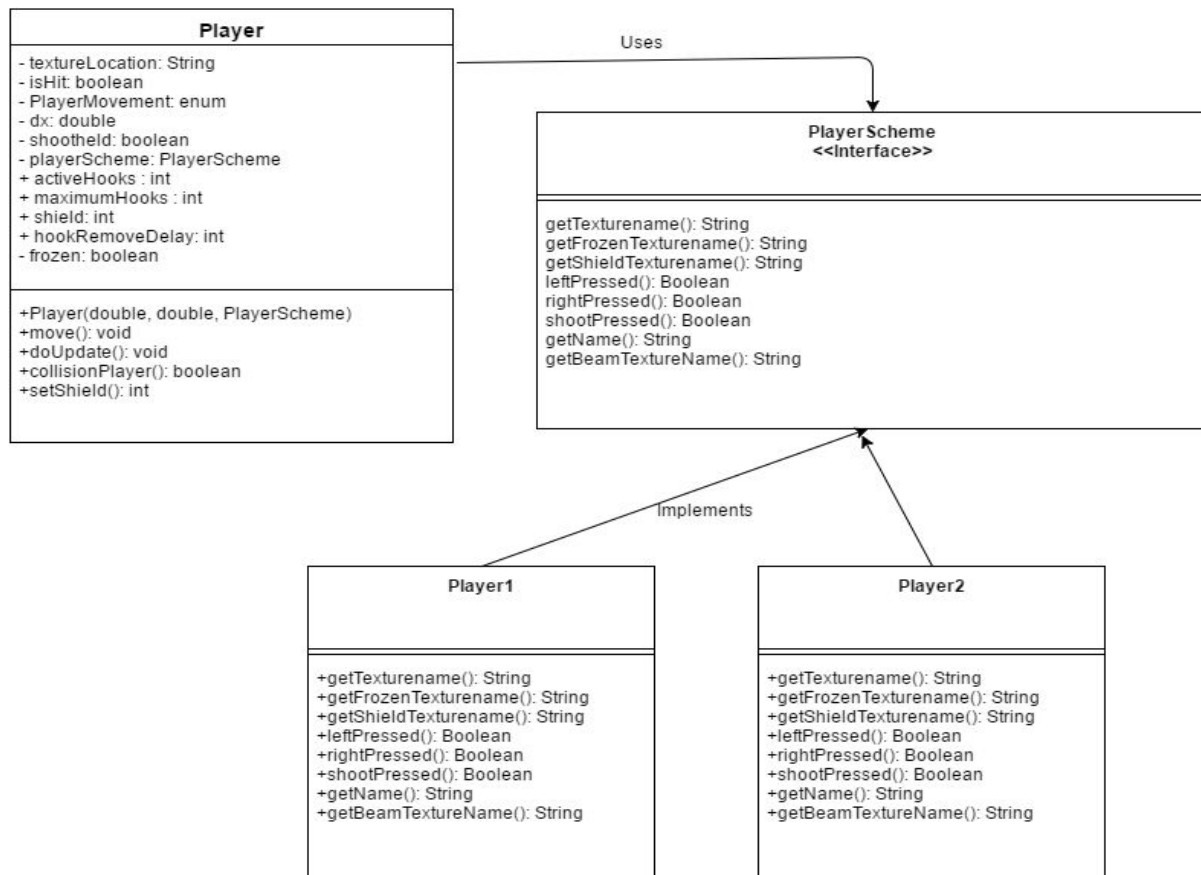 Player
- textureLocation: String
- isHit: boolean
- PlayerMovement: enum
- dx: double
- shootheld: boolean
- playerScheme: PlayerScheme
+ activeHooks : int
+ maximumHooks : int
+ shield: int
+ hookRemoveDelay: int
- frozen: boolean
+Player(double, double, PlayerScheme)
+move(): void
+doUpdate(): void
+collisionPlayer(): boolean
+setShield(): int
Uses
PlayerScheme
<<Interface>>
getTexturename(): String
getFrozenTexturename(): String
getShieldTexturename(): String
leftPressed(): Boolean
rightPressed(): Boolean
shootPressed(): Boolean
getName(): String
getBeamTextureName(): String
Implements
Player1
+getTexturename(): String
+getFrozenTexturename(): String
+getShieldTexturename(): String
+leftPressed(): Boolean
+rightPressed(): Boolean
+shootPressed(): Boolean
+getName(): String
+getBeamTextureName(): String
Player2
+getTexturename(): String
+getFrozenTexturename(): String
+getShieldTexturename(): String
+leftPressed(): Boolean
+rightPressed(): Boolean
+shootPressed(): Boolean
+getName(): String
+getBeamTextureName(): String